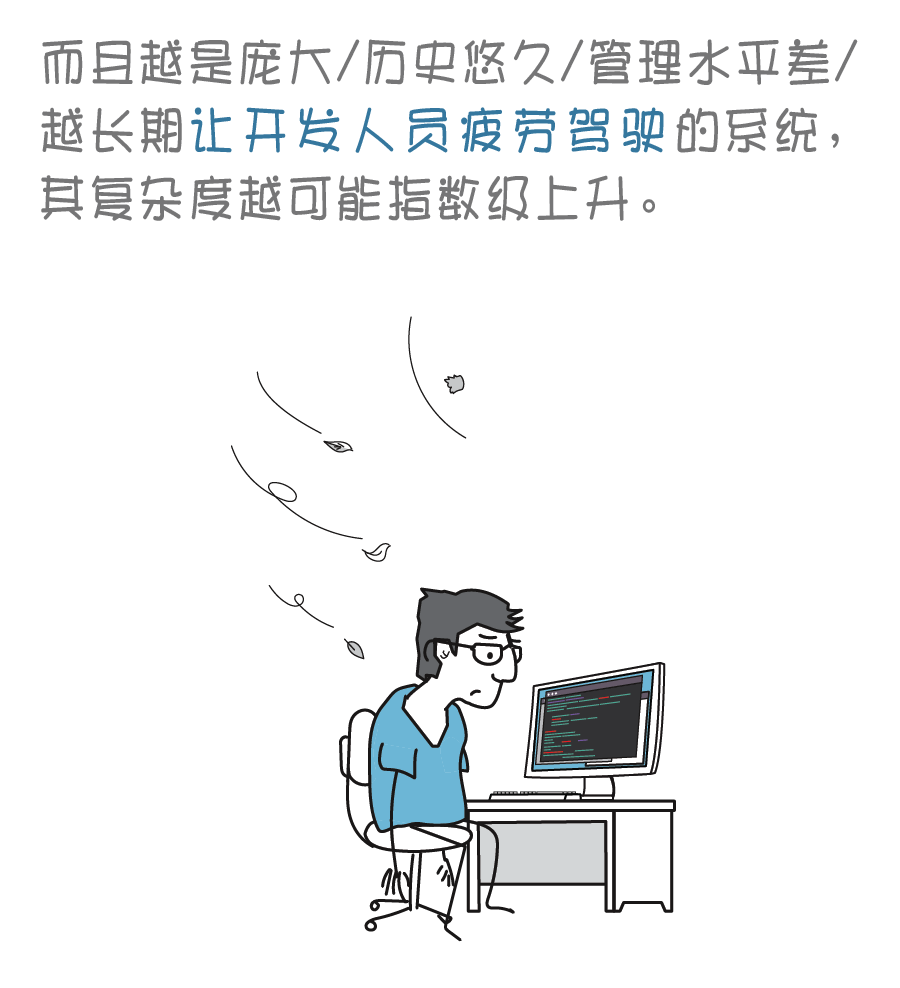 而且越是庞大/历史悠久/管理水平差/
越长期让开发人员疲劳驾驶的系统，
其复杂度越可能指数级上升。